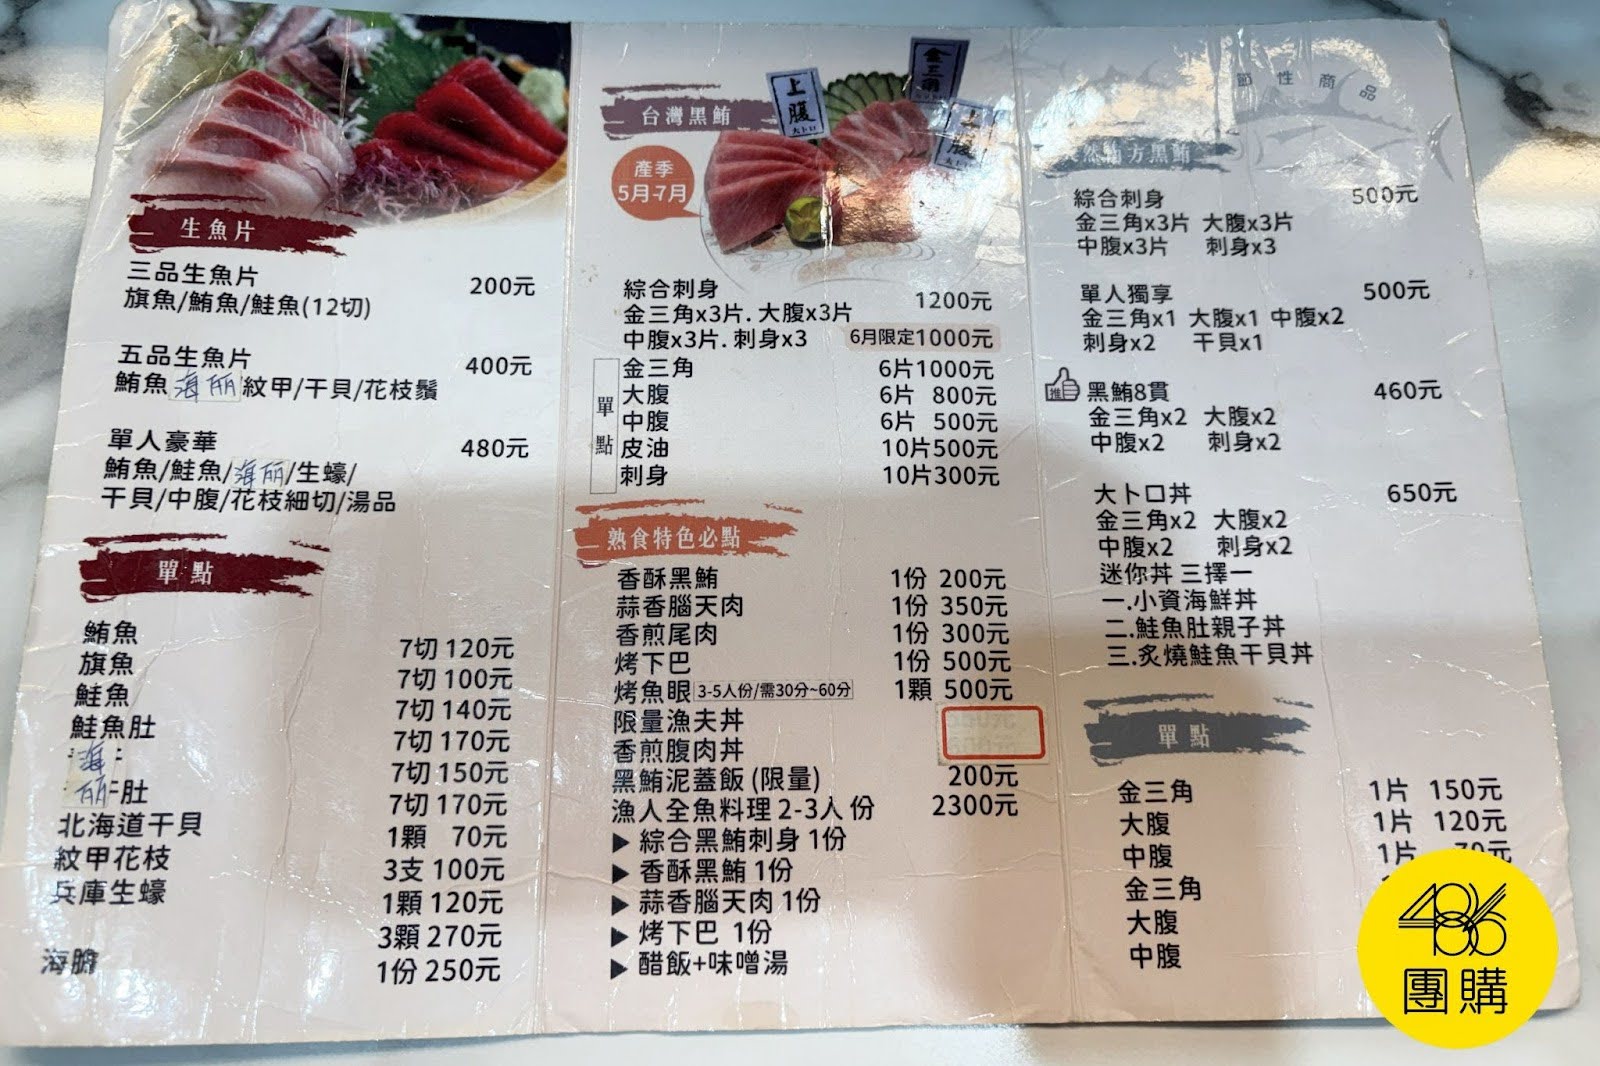 生魚片
三品生魚片 200元
旗魚/鮪魚/鮭魚(12切)
五品生魚片 400元
鮪魚 海丽 紋甲/干貝/花枝鬚
單人豪華 480元
鮪魚/鮭魚/海丽/生蠔/
干貝/中腹/花枝細切/湯品
單點
鮪魚 7切 120元
旗魚 7切 100元
鮭魚 7切 140元
鮭魚肚 7切 170元
海丽 7切 150元
肚 7切 170元
北海道干貝 1顆 70元
紋甲花枝 3支 100元
兵庫生蠔 1顆 120元
3顆 270元
海膽 1份 250元
台灣黑鮪
上腹
大トロ
金三角
產季
5月-7月
綜合刺身 1200元
金三角x3片. 大腹x3片
中腹x3片. 刺身x3 6月限定1000元
單點
金三角 6片 1000元
大腹 6片 800元
中腹 6片 500元
皮油 10片 500元
刺身 10片 300元
熟食特色必點
香酥黑鮪 1份 200元
蒜香腦天肉 1份 350元
香煎尾肉 1份 300元
烤下巴 1份 500元
烤魚眼 3-5人份/需30分~60分 1顆 500元
限量漁夫丼
香煎腹肉丼
黑鮪泥蓋飯 (限量) 200元
漁人全魚料理 2-3人份 2300元
▶ 綜合黑鮪刺身 1份
▶ 香酥黑鮪 1份
▶ 蒜香腦天肉 1份
▶ 烤下巴 1份
▶ 醋飯+味噌湯
節性商品
方黑鮪
綜合刺身 500元
金三角x3片 大腹x3片
中腹x3片 刺身x3
單人獨享 500元
金三角x1 大腹x1 中腹x2
刺身x2 干貝x1
推 黑鮪8貫 460元
金三角x2 大腹x2
中腹x2 刺身x2
大トロ丼 650元
金三角x2 大腹x2
中腹x2 刺身x2
迷你丼 三擇一
一.小資海鮮丼
二.鮭魚肚親子丼
三.炙燒鮭魚干貝丼
單點
金三角 1片 150元
大腹 1片 120元
中腹 1片 70元
金三角
大腹
中腹
486
團購